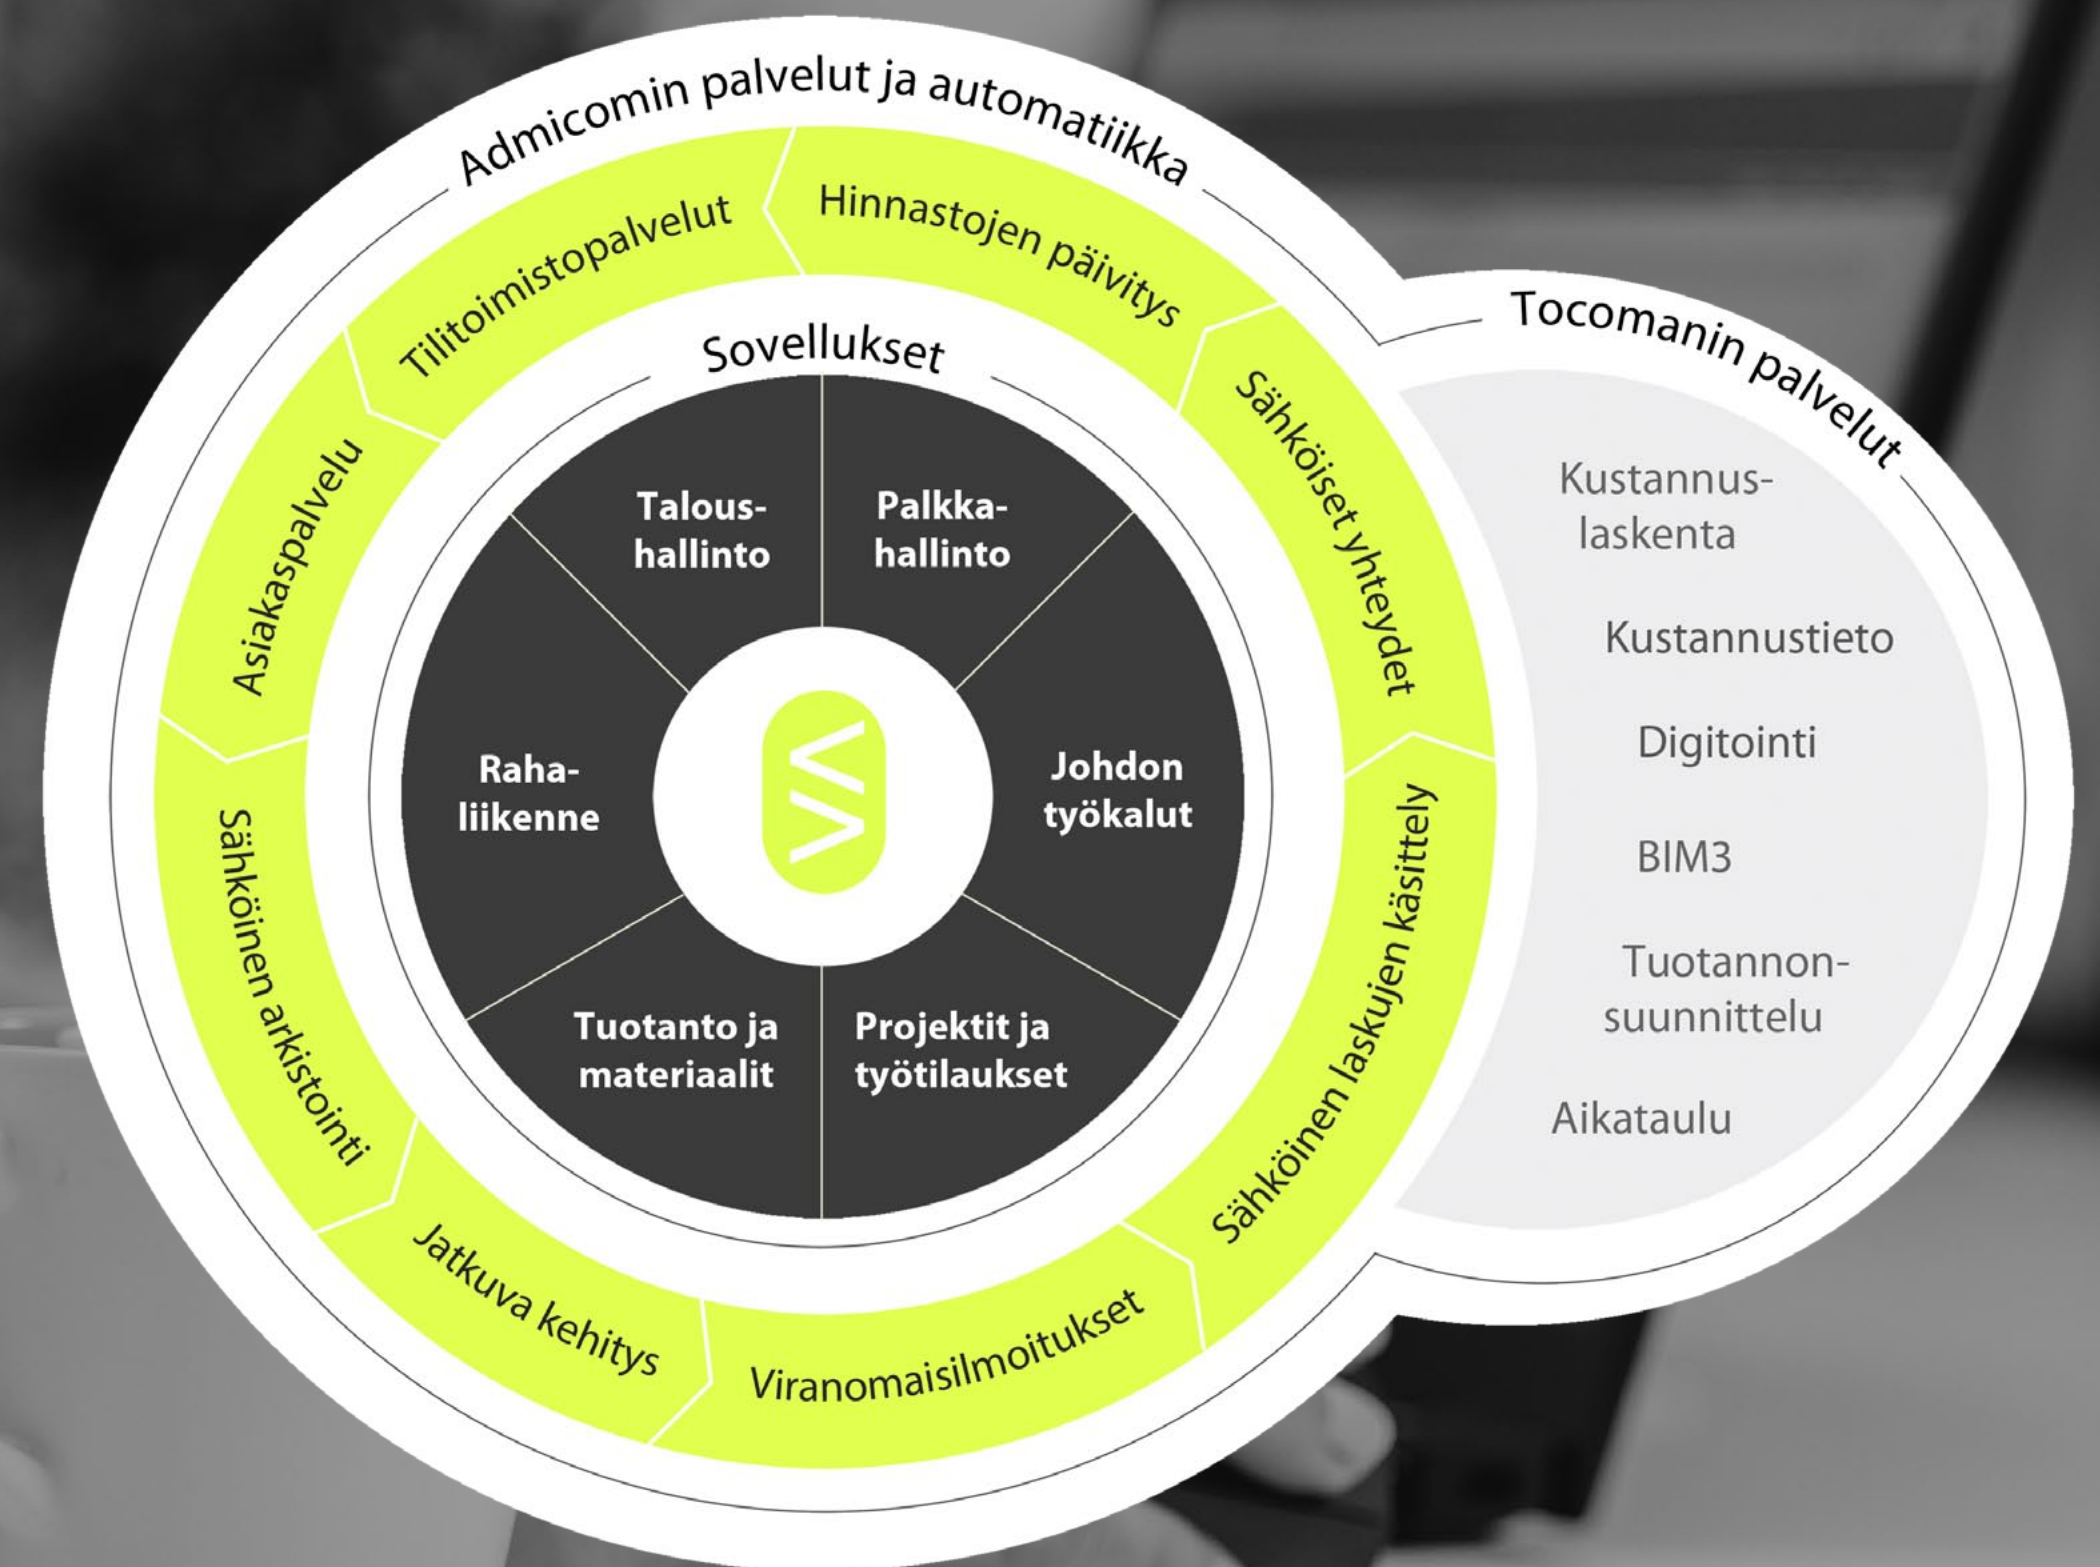 Admicomin palvelut ja automatiikka
Hinnastojen päivitys
Sähköiset yhteydet
Sähköinen laskujen käsittely
Viranomaisilmoitukset
Jatkuva kehitys
Sähköinen arkistointi
Asiakaspalvelu
Tilitoimistopalvelut
Sovellukset
Talous-
hallinto
Palkka-
hallinto
Johdon
työkalut
Projektit ja
työtilaukset
Tuotanto ja
materiaalit
Raha-
liikenne
Tocomanin palvelut
Kustannus-
laskenta
Kustannustieto
Digitointi
BIM3
Tuotannon-
suunnittelu
Aikataulu